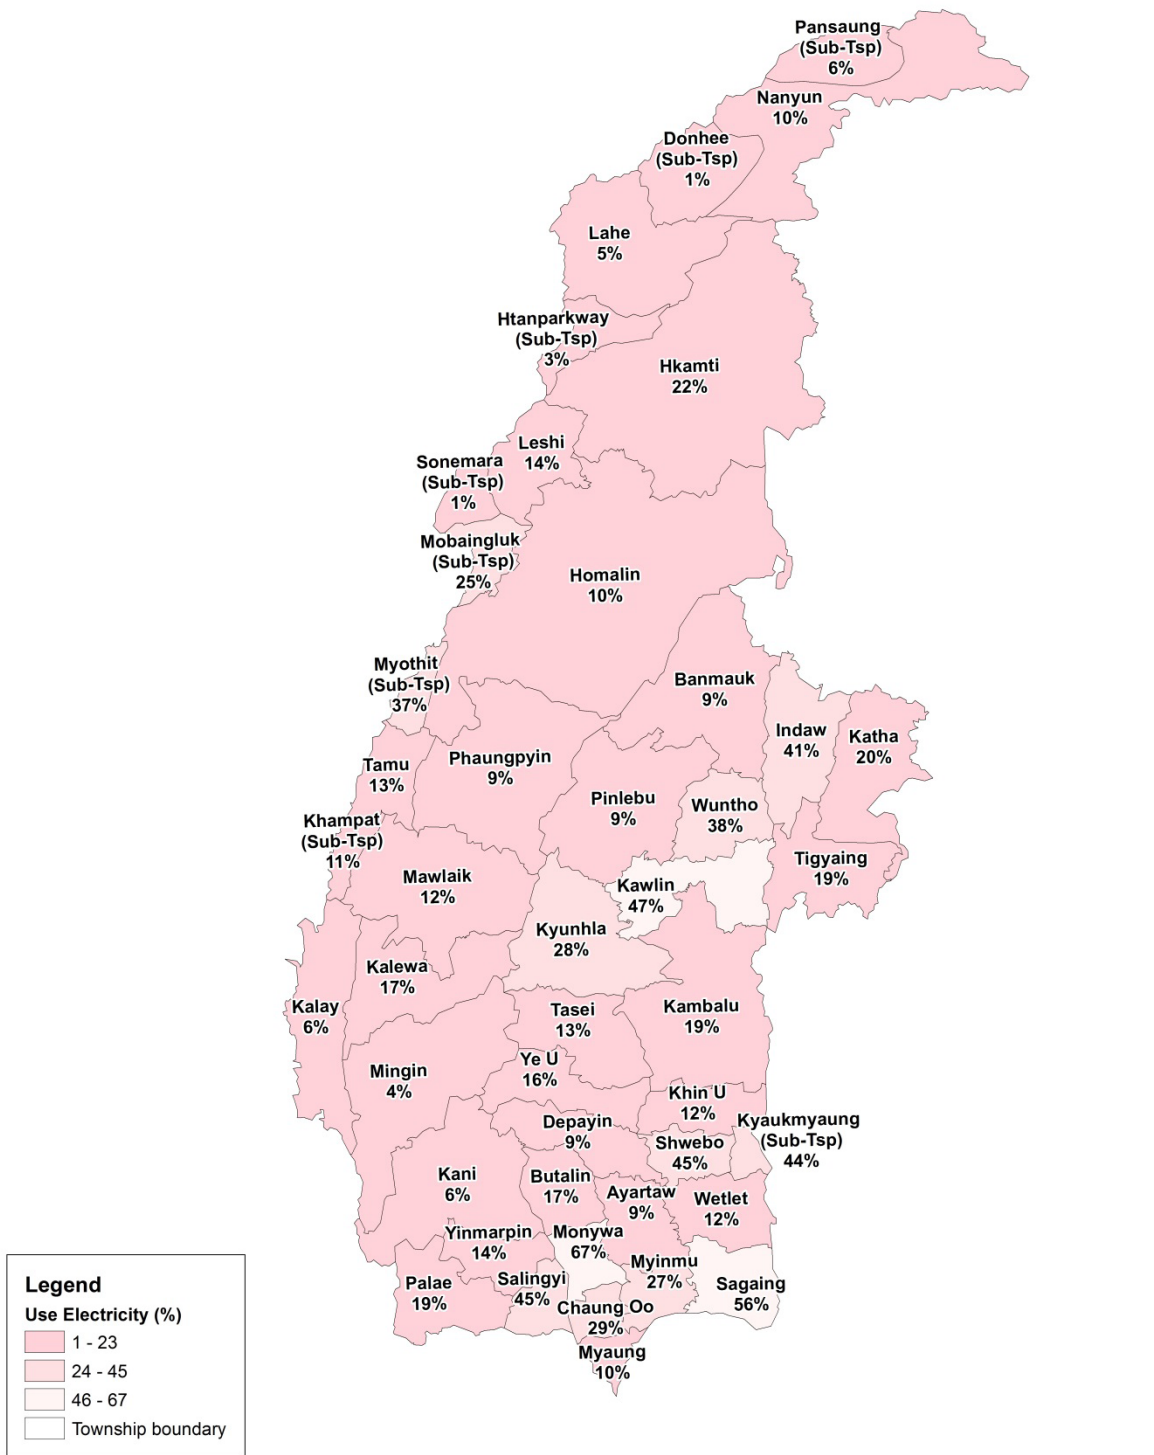 Pansaung
(Sub-Tsp)
6%
Nanyun
10%
Donhee
(Sub-Tsp)
1%
Lahe
5%
Htanparkway
(Sub-Tsp)
3%
Hkamti
22%
Leshi
14%
Sonemara
(Sub-Tsp)
1%
Mobaingluk
(Sub-Tsp)
25%
Homalin
10%
Myothit
(Sub-Tsp)
37%
Banmauk
9%
Indaw
41%
Katha
20%
Tamu
13%
Phaungpyin
9%
Pinlebu
9%
Wuntho
38%
Khampat
(Sub-Tsp)
11%
Mawlaik
12%
Kawlin
47%
Tigyaing
19%
Kyunhla
28%
Kalewa
17%
Kalay
6%
Tasei
13%
Kambalu
19%
Mingin
4%
Ye U
16%
Khin U
12%
Depayin
9%
Shwebo
45%
Kyaukmyaung
(Sub-Tsp)
44%
Kani
6%
Butalin
17%
Ayartaw
9%
Wetlet
12%
Yinmarpin
14%
Monywa
67%
Myinmu
27%
Sagaing
56%
Palae
19%
Salingyi
45%
Chaung Oo
29%
Myaung
10%
Legend
Use Electricity (%)
1 - 23
24 - 45
46 - 67
Township boundary